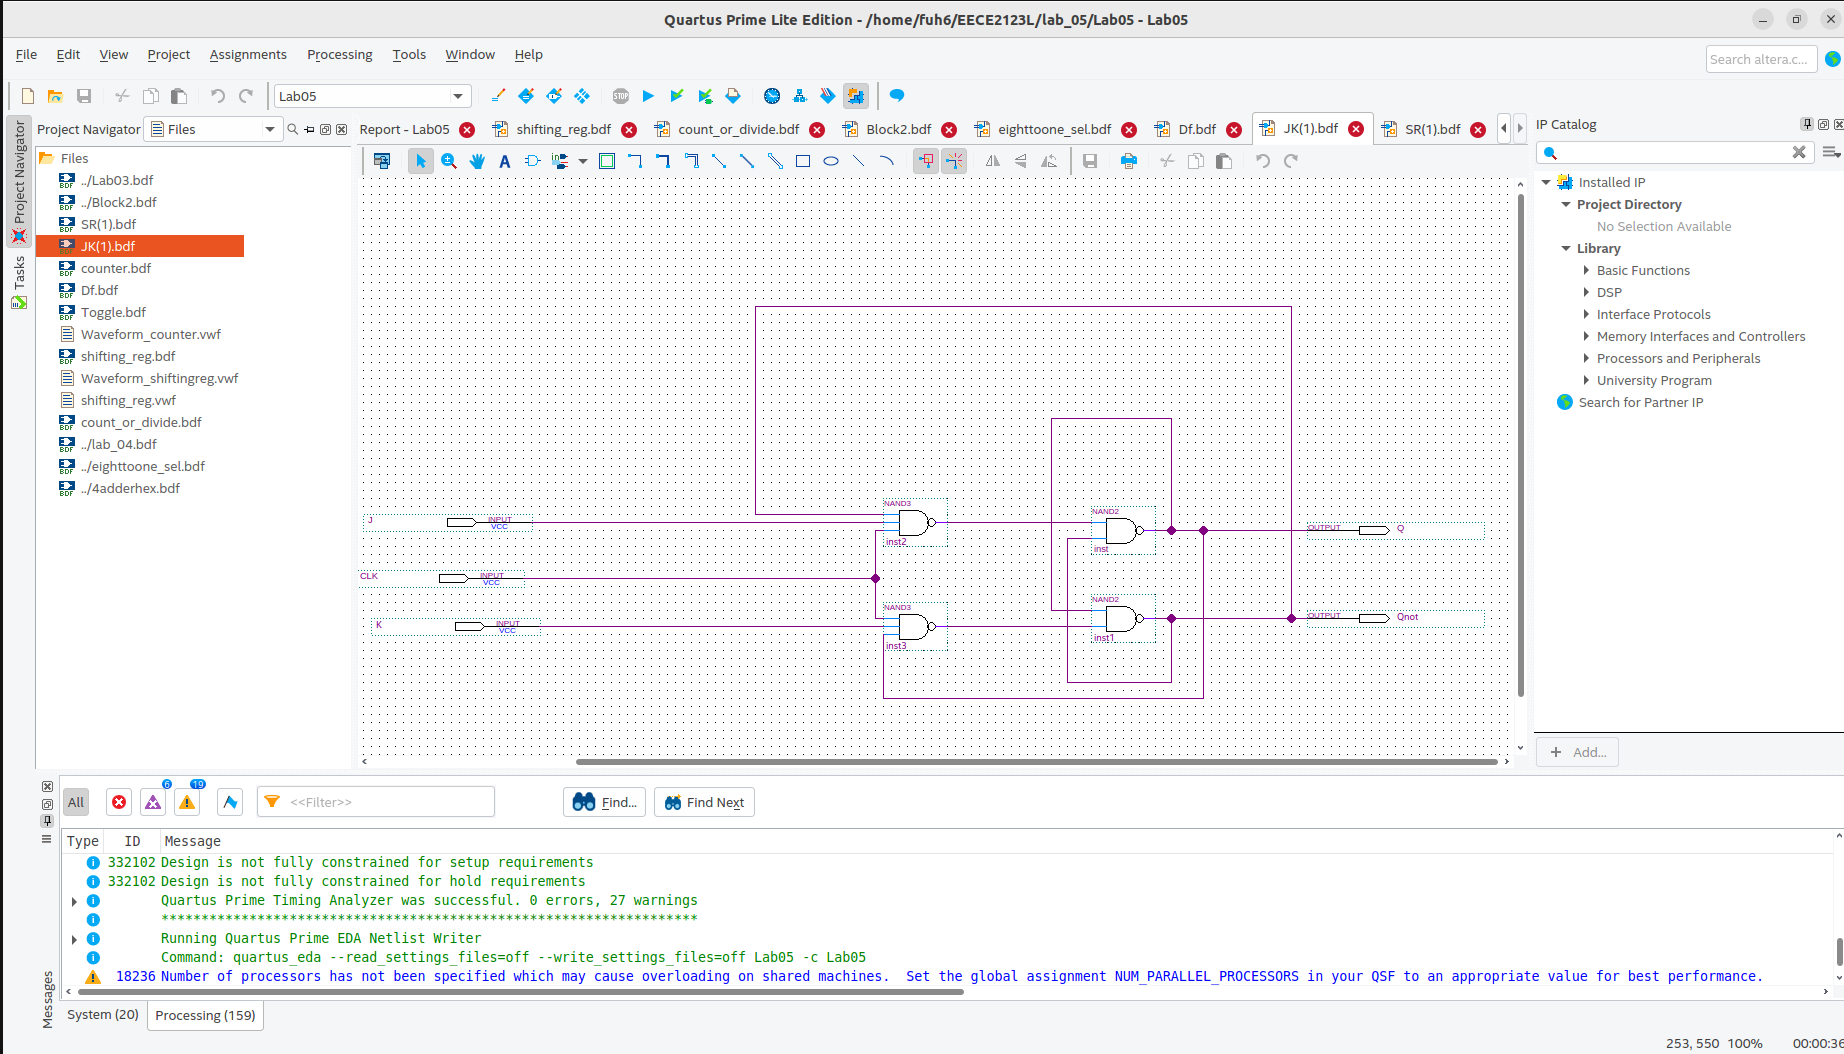 Quartus Prime Lite Edition - /home/fuh6/EECE2123L/lab_05/Lab05 - Lab05
File Edit View Project Assignments Processing Tools Window Help
Search altera.c...
Lab05
STOP
Project Navigator Files
Report - Lab05 shifting_reg.bdf count_or_divide.bdf Block2.bdf eighttoone_sel.bdf Df.bdf JK(1).bdf SR(1).bdf
IP Catalog
Project Navigator
Tasks
Files
../Lab03.bdf
../Block2.bdf
SR(1).bdf
JK(1).bdf
counter.bdf
Df.bdf
Toggle.bdf
Waveform_counter.vwf
shifting_reg.bdf
Waveform_shiftingreg.vwf
shifting_reg.vwf
count_or_divide.bdf
../lab_04.bdf
../eighttoone_sel.bdf
../4adderhex.bdf
J INPUT VCC
CLK INPUT VCC
K INPUT VCC
NAND3
inst2
NAND3
inst3
NAND2
inst
NAND2
inst1
OUTPUT Q
OUTPUT Qnot
Installed IP
Project Directory
No Selection Available
Library
Basic Functions
DSP
Interface Protocols
Memory Interfaces and Controllers
Processors and Peripherals
University Program
Search for Partner IP
+ Add...
All 6 19 <<Filter>> Find... Find Next
Type ID Message
332102 Design is not fully constrained for setup requirements
332102 Design is not fully constrained for hold requirements
Quartus Prime Timing Analyzer was successful. 0 errors, 27 warnings
*******************************************************************
Running Quartus Prime EDA Netlist Writer
Command: quartus_eda --read_settings_files=off --write_settings_files=off Lab05 -c Lab05
18236 Number of processors has not been specified which may cause overloading on shared machines.  Set the global assignment NUM_PARALLEL_PROCESSORS in your QSF to an appropriate value for best performance.
Messages
System (20) Processing (159)
253, 550 100% 00:00:36